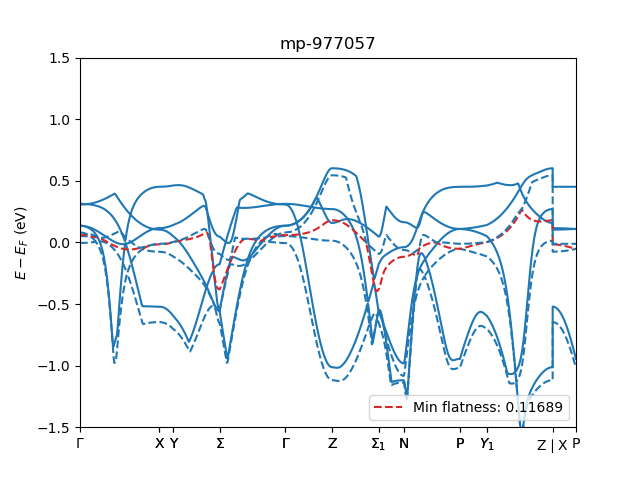 mp-977057
E − E_F (eV)
1.5
1.0
0.5
0.0
−0.5
−1.0
−1.5
Min flatness: 0.11689
Γ X Y Σ Γ Z Σ₁ N P Y₁ Z | X P